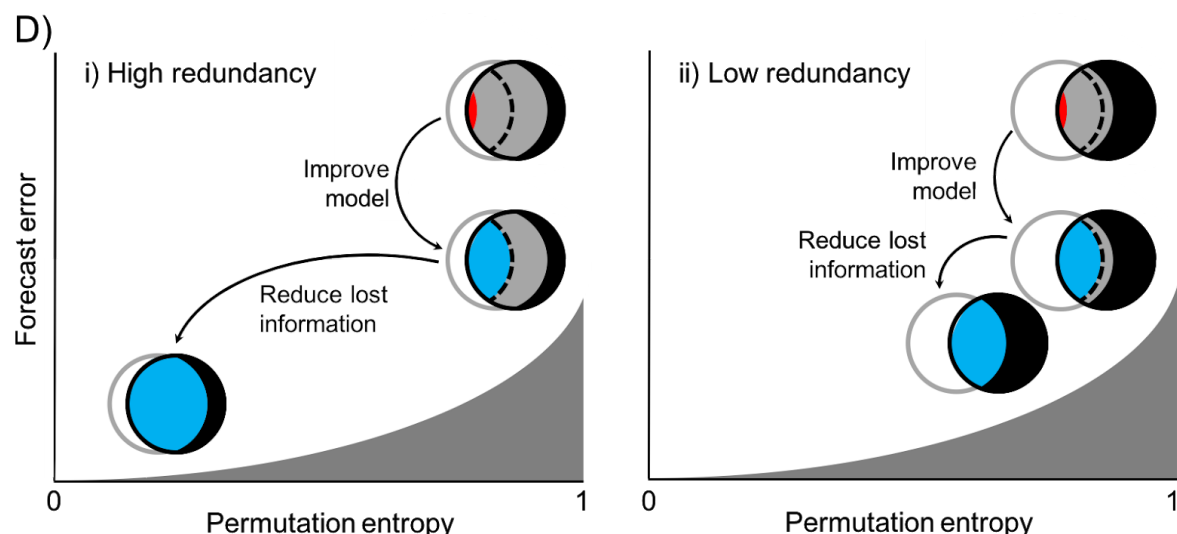 D)
i) High redundancy
Improve
model
Reduce lost
information
Forecast error
0
1
Permutation entropy
ii) Low redundancy
Improve
model
Reduce lost
information
0
1
Permutation entropy